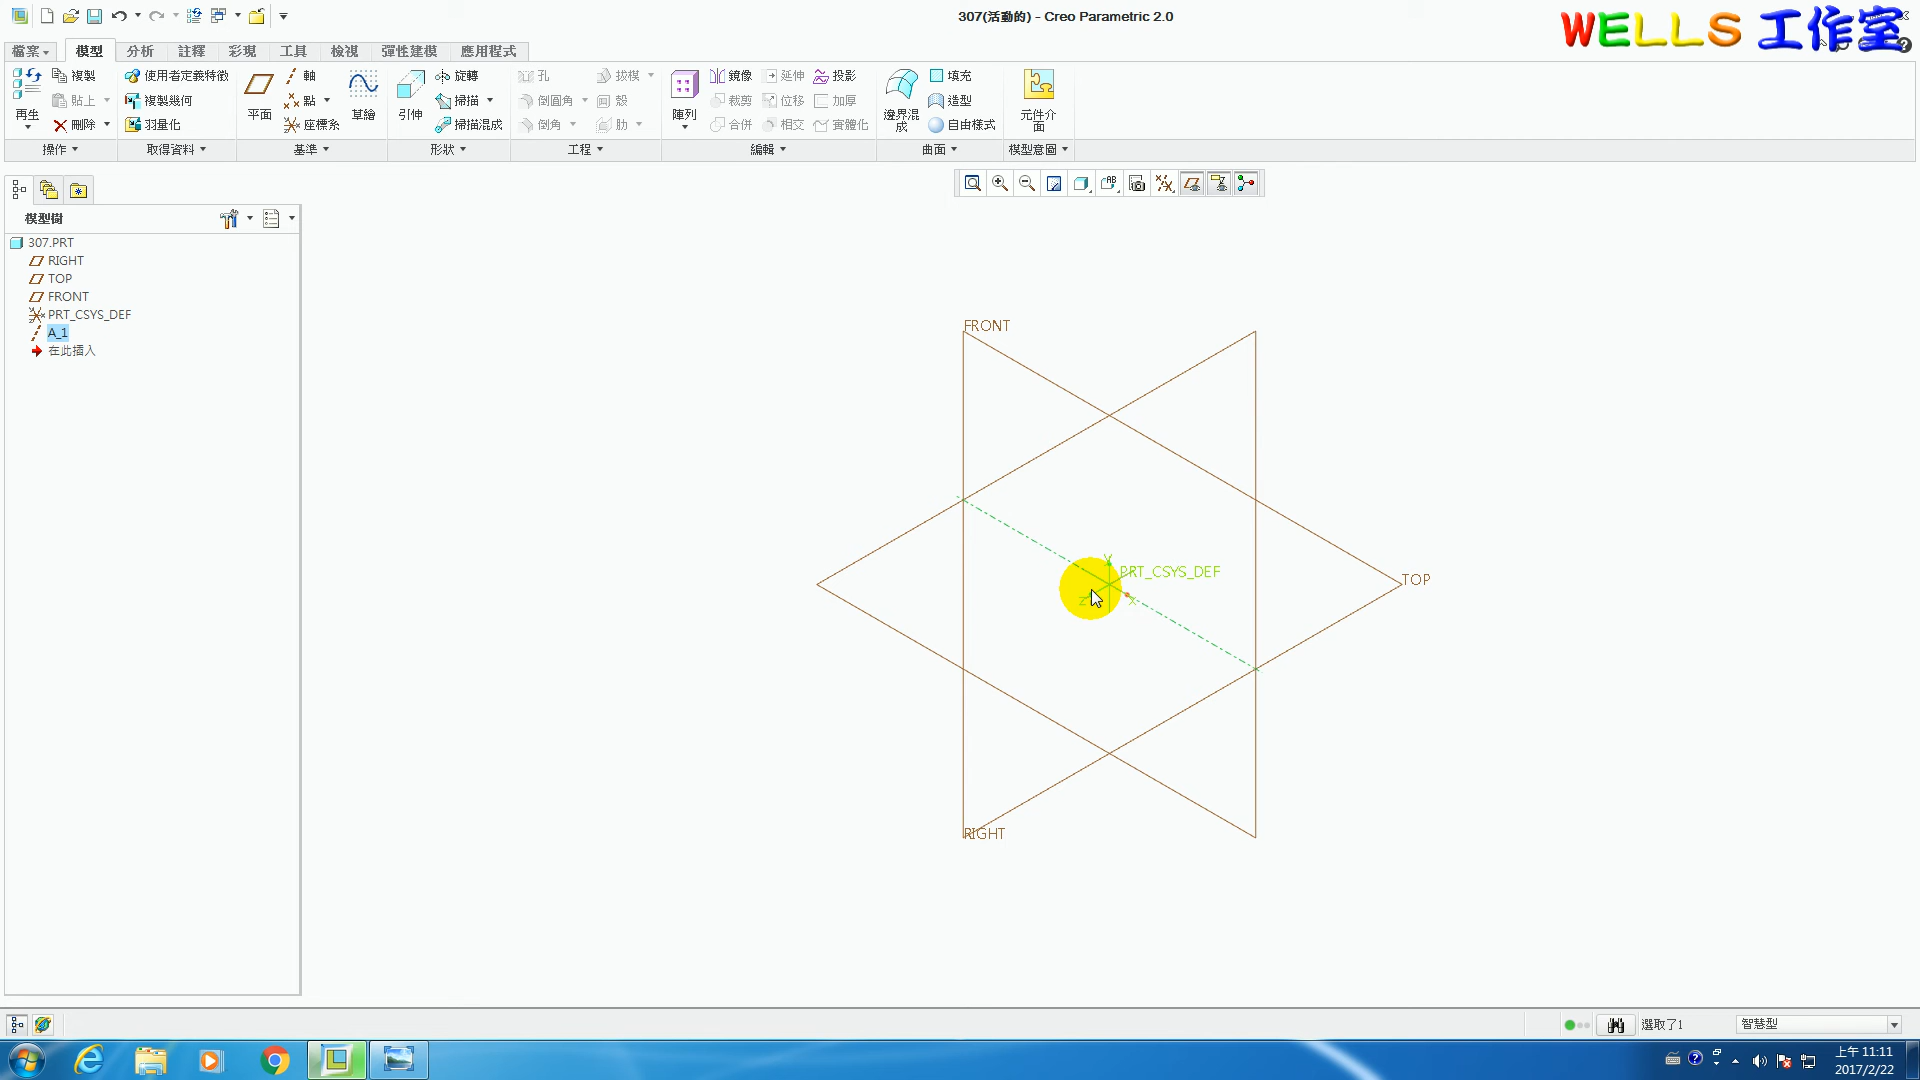 307(活動的) - Creo Parametric 2.0
WELLS 工作室
檔案 模型 分析 註釋 彩現 工具 檢視 彈性建模 應用程式
再生
複製
貼上
刪除
使用者定義特徵
複製幾何
羽量化
平面
軸
點
座標系
草繪
引伸
旋轉
掃描
掃描混成
孔
倒圓角
倒角
拔模
殼
肋
陣列
鏡像
裁剪
合併
延伸
位移
相交
投影
加厚
實體化
邊界混成
填充
造型
自由樣式
元件介面
操作 取得資料 基準 形狀 工程 編輯 曲面 模型意圖
模型樹
307.PRT
RIGHT
TOP
FRONT
PRT_CSYS_DEF
A_1
在此插入
FRONT
Y
PRT_CSYS_DEF
TOP
Z
X
RIGHT
選取了1
智慧型
上午 11:11
2017/2/22